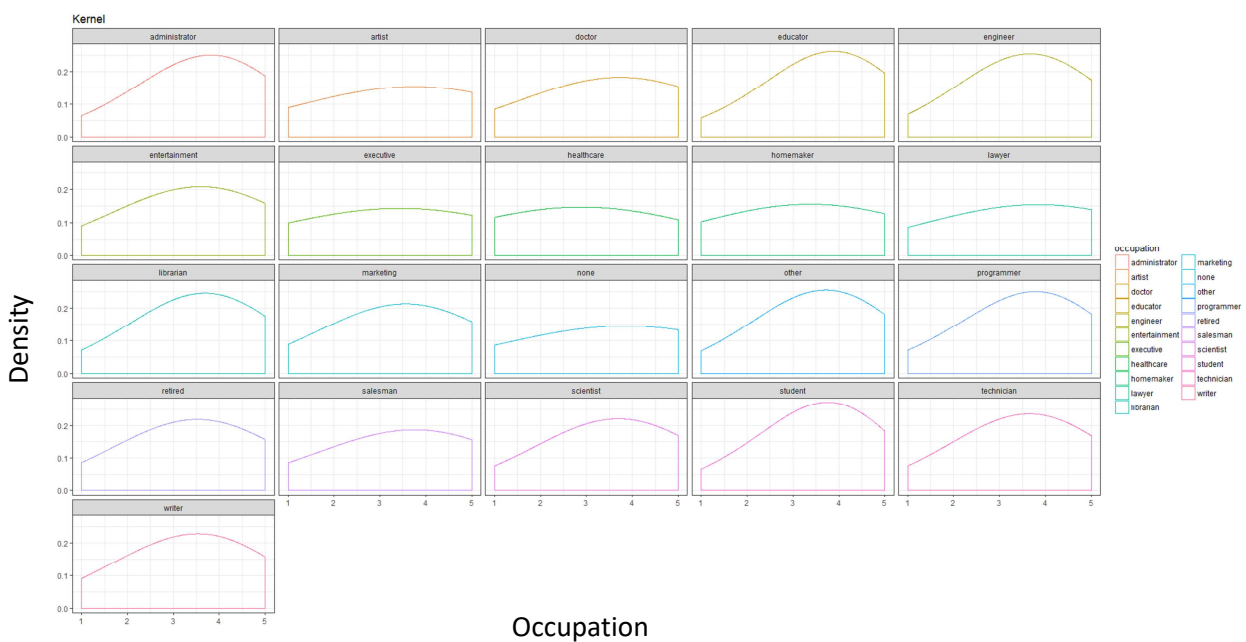 Kernel
administrator artist doctor educator engineer
0.2
0.1
0.0
entertainment executive healthcare homemaker lawyer
0.2
0.1
0.0
librarian marketing none other programmer
0.2
0.1
0.0
retired salesman scientist student technician
0.2
0.1
0.0
1 2 3 4 5 1 2 3 4 5 1 2 3 4 5 1 2 3 4 5
writer
0.2
0.1
0.0
1 2 3 4 5
Density
Occupation
occupation
administrator marketing
artist none
doctor other
educator programmer
engineer retired
entertainment salesman
executive scientist
healthcare student
homemaker technician
lawyer writer
librarian